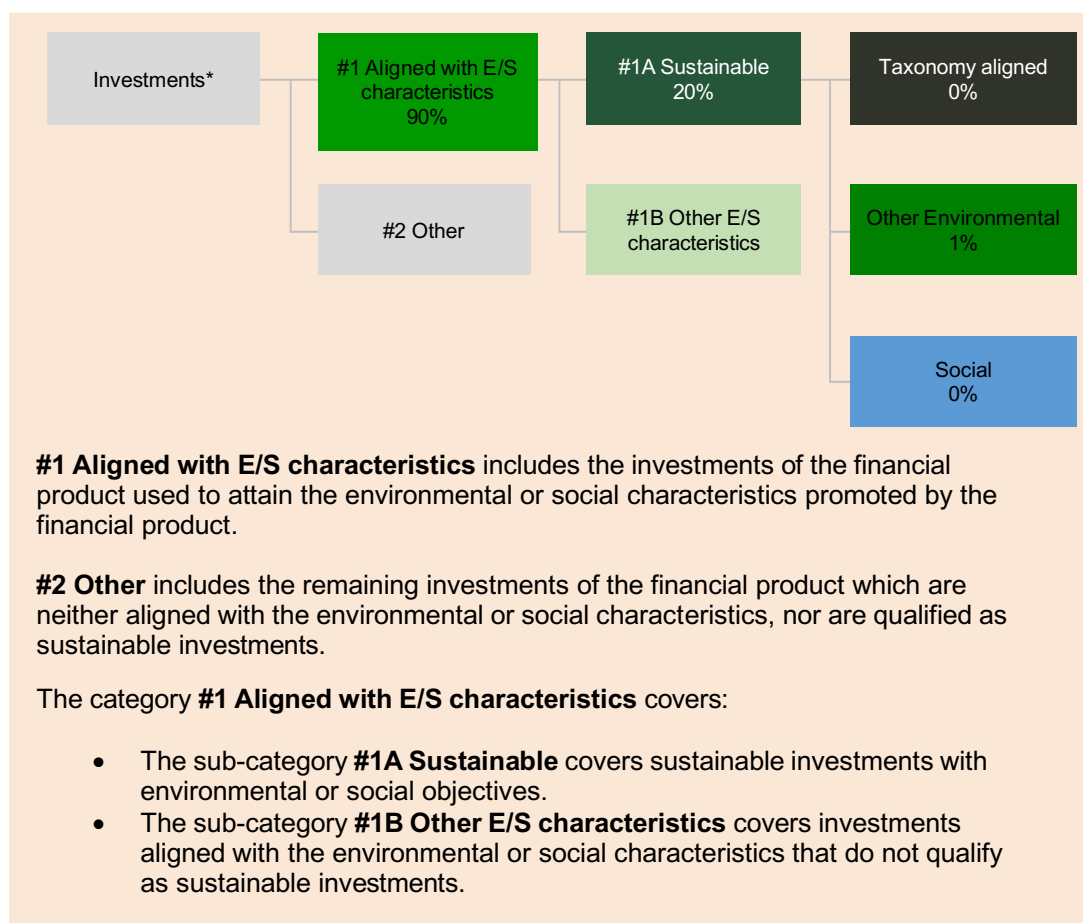 Investments*
#1 Aligned with E/S
characteristics
90%
#1A Sustainable
20%
Taxonomy aligned
0%
#2 Other
#1B Other E/S
characteristics
Other Environmental
1%
Social
0%
#1 Aligned with E/S characteristics includes the investments of the financial
product used to attain the environmental or social characteristics promoted by the
financial product.
#2 Other includes the remaining investments of the financial product which are
neither aligned with the environmental or social characteristics, nor are qualified as
sustainable investments.
The category #1 Aligned with E/S characteristics covers:
• The sub-category #1A Sustainable covers sustainable investments with
environmental or social objectives.
• The sub-category #1B Other E/S characteristics covers investments
aligned with the environmental or social characteristics that do not qualify
as sustainable investments.